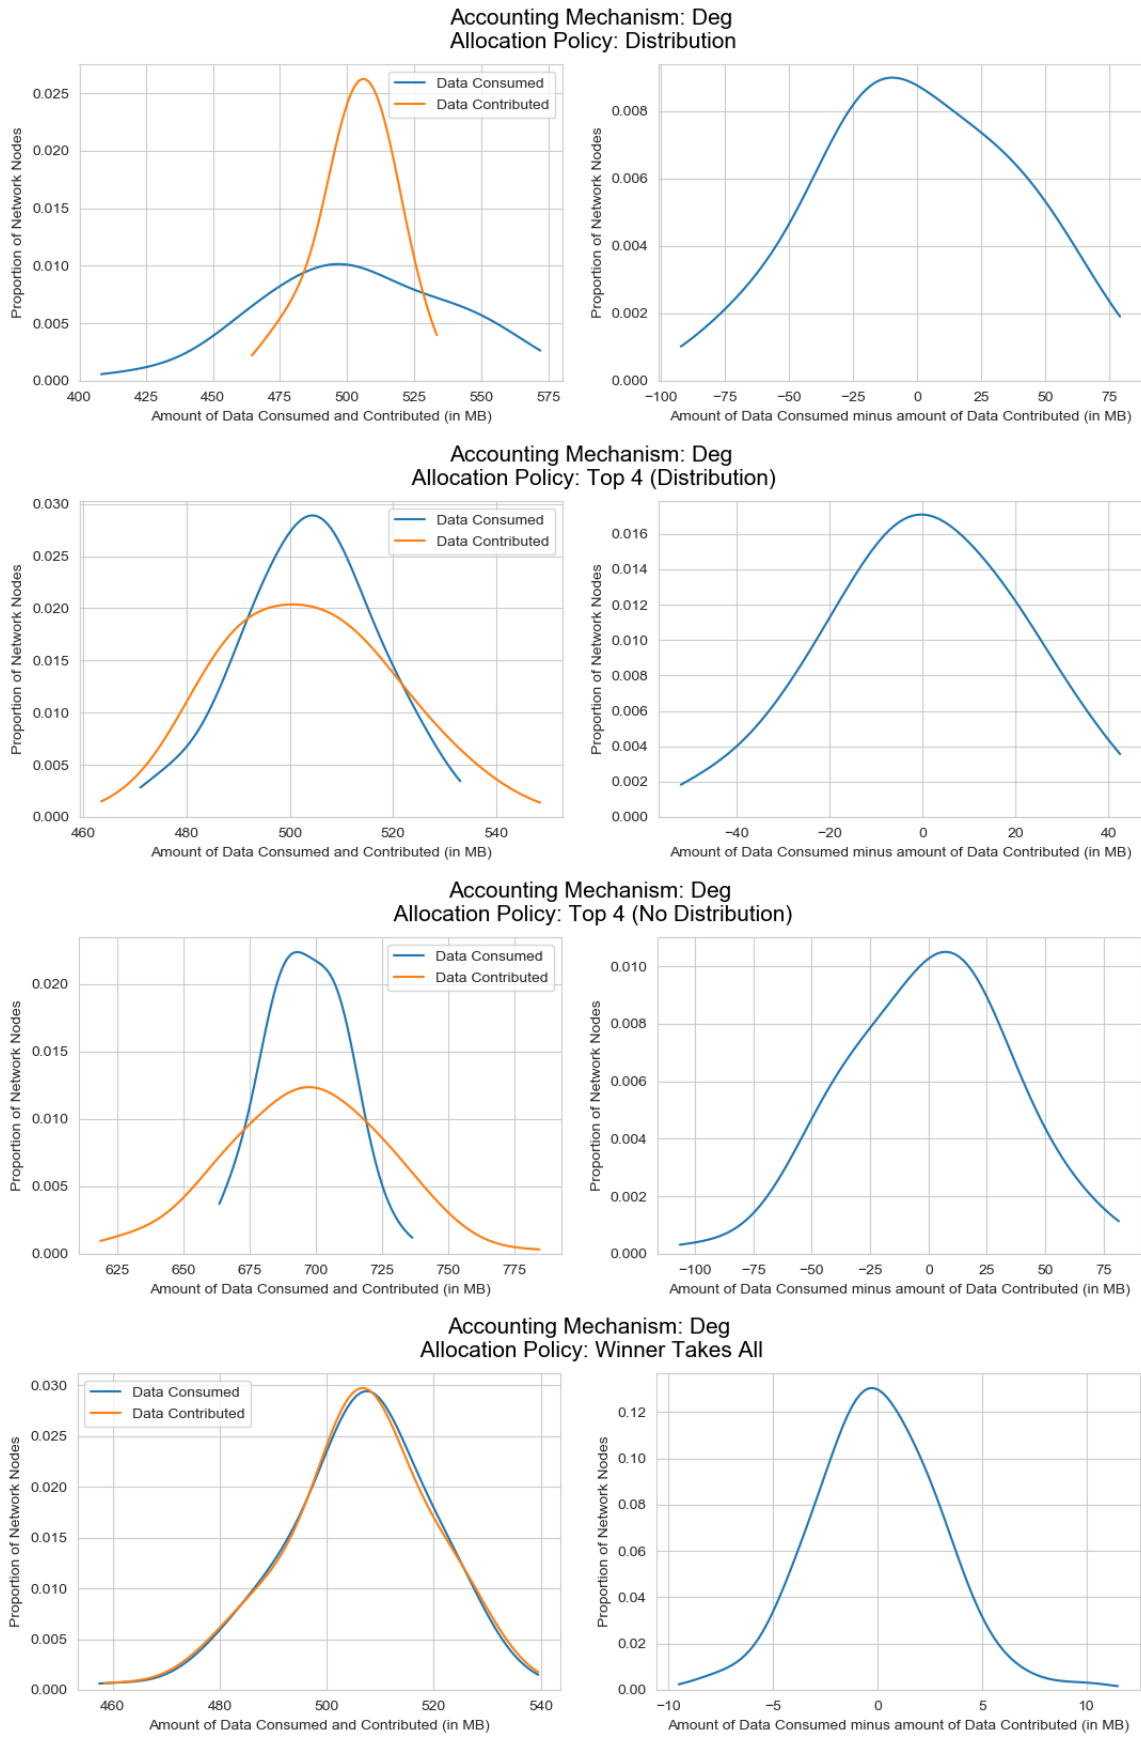 Accounting Mechanism: Deg
Allocation Policy: Distribution
Proportion of Network Nodes
0.025
0.020
0.015
0.010
0.005
0.000
Data Consumed
Data Contributed
400 425 450 475 500 525 550 575
Amount of Data Consumed and Contributed (in MB)
Proportion of Network Nodes
0.008
0.006
0.004
0.002
0.000
−100 −75 −50 −25 0 25 50 75
Amount of Data Consumed minus amount of Data Contributed (in MB)
Accounting Mechanism: Deg
Allocation Policy: Top 4 (Distribution)
Proportion of Network Nodes
0.030
0.025
0.020
0.015
0.010
0.005
0.000
Data Consumed
Data Contributed
460 480 500 520 540
Amount of Data Consumed and Contributed (in MB)
Proportion of Network Nodes
0.016
0.014
0.012
0.010
0.008
0.006
0.004
0.002
0.000
−40 −20 0 20 40
Amount of Data Consumed minus amount of Data Contributed (in MB)
Accounting Mechanism: Deg
Allocation Policy: Top 4 (No Distribution)
Proportion of Network Nodes
0.020
0.015
0.010
0.005
0.000
Data Consumed
Data Contributed
625 650 675 700 725 750 775
Amount of Data Consumed and Contributed (in MB)
Proportion of Network Nodes
0.010
0.008
0.006
0.004
0.002
0.000
−100 −75 −50 −25 0 25 50 75
Amount of Data Consumed minus amount of Data Contributed (in MB)
Accounting Mechanism: Deg
Allocation Policy: Winner Takes All
Proportion of Network Nodes
0.030
0.025
0.020
0.015
0.010
0.005
0.000
Data Consumed
Data Contributed
460 480 500 520 540
Amount of Data Consumed and Contributed (in MB)
Proportion of Network Nodes
0.12
0.10
0.08
0.06
0.04
0.02
0.00
−10 −5 0 5 10
Amount of Data Consumed minus amount of Data Contributed (in MB)